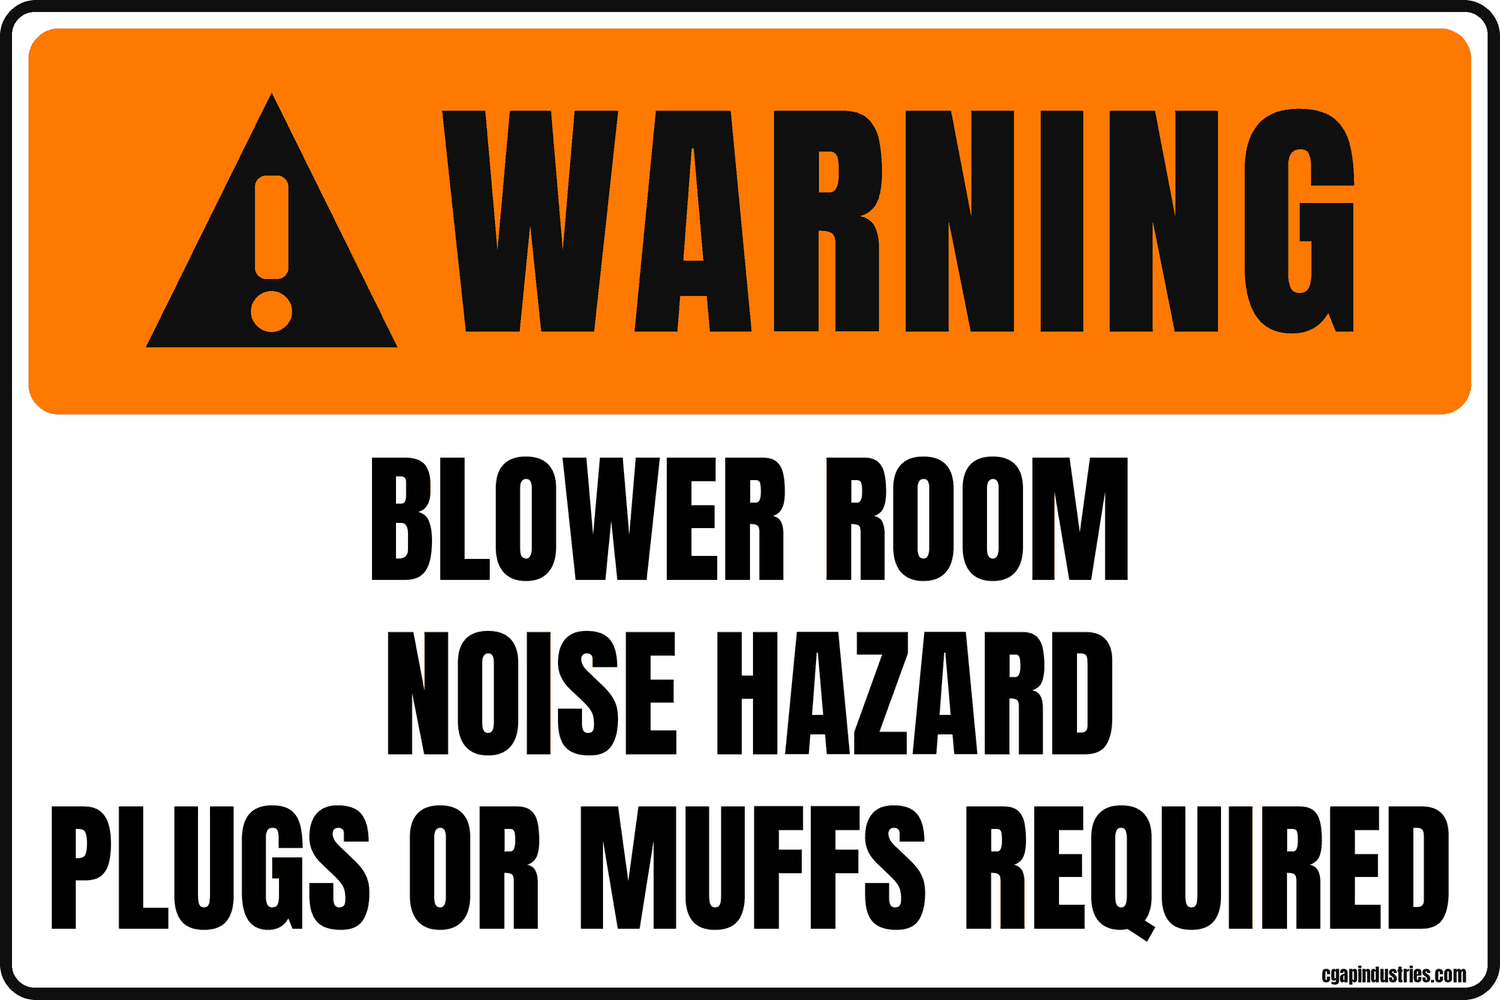 WARNING
BLOWER ROOM
NOISE HAZARD
PLUGS OR MUFFS REQUIRED
cgapindustries.com